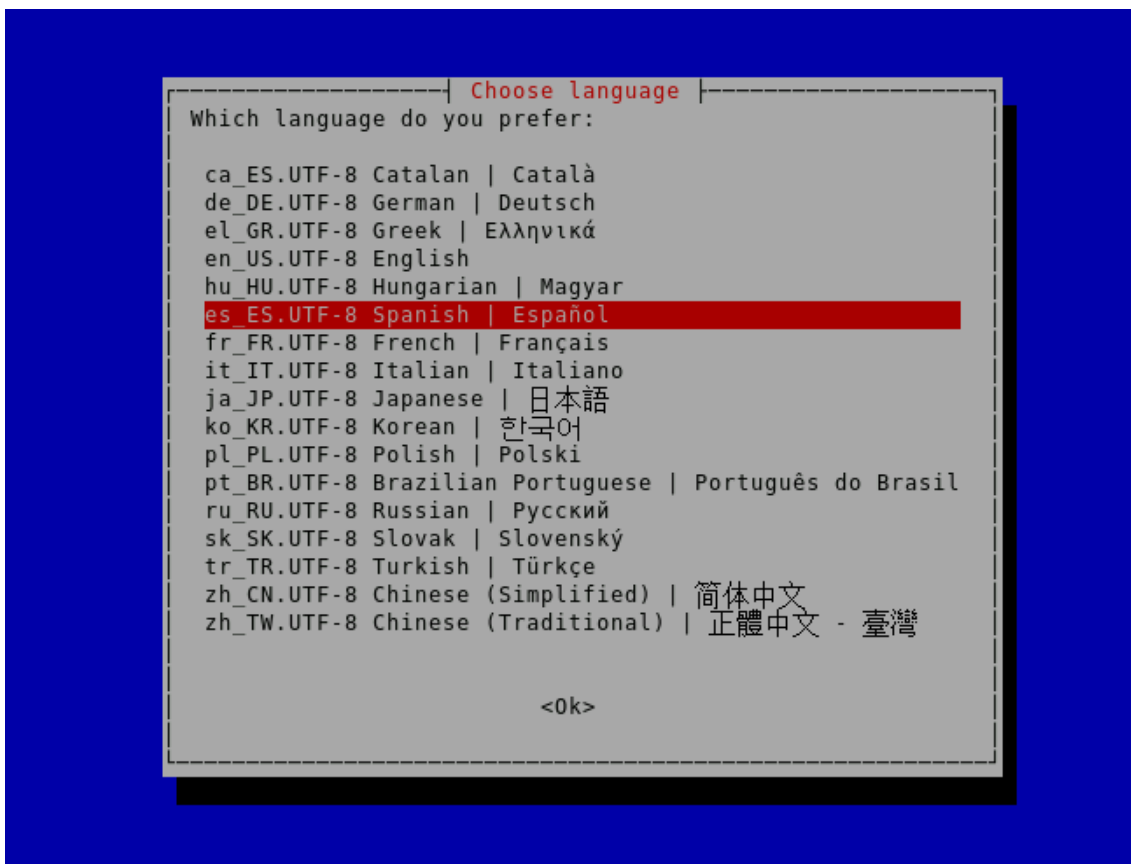 Choose language
Which language do you prefer:
ca_ES.UTF-8 Catalan | Català
de_DE.UTF-8 German | Deutsch
el_GR.UTF-8 Greek | Ελληνικά
en_US.UTF-8 English
hu_HU.UTF-8 Hungarian | Magyar
es_ES.UTF-8 Spanish | Español
fr_FR.UTF-8 French | Français
it_IT.UTF-8 Italian | Italiano
ja_JP.UTF-8 Japanese | 日本語
ko_KR.UTF-8 Korean | 한국어
pl_PL.UTF-8 Polish | Polski
pt_BR.UTF-8 Brazilian Portuguese | Português do Brasil
ru_RU.UTF-8 Russian | Русский
sk_SK.UTF-8 Slovak | Slovenský
tr_TR.UTF-8 Turkish | Türkçe
zh_CN.UTF-8 Chinese (Simplified) | 简体中文
zh_TW.UTF-8 Chinese (Traditional) | 正體中文 - 臺灣
<Ok>